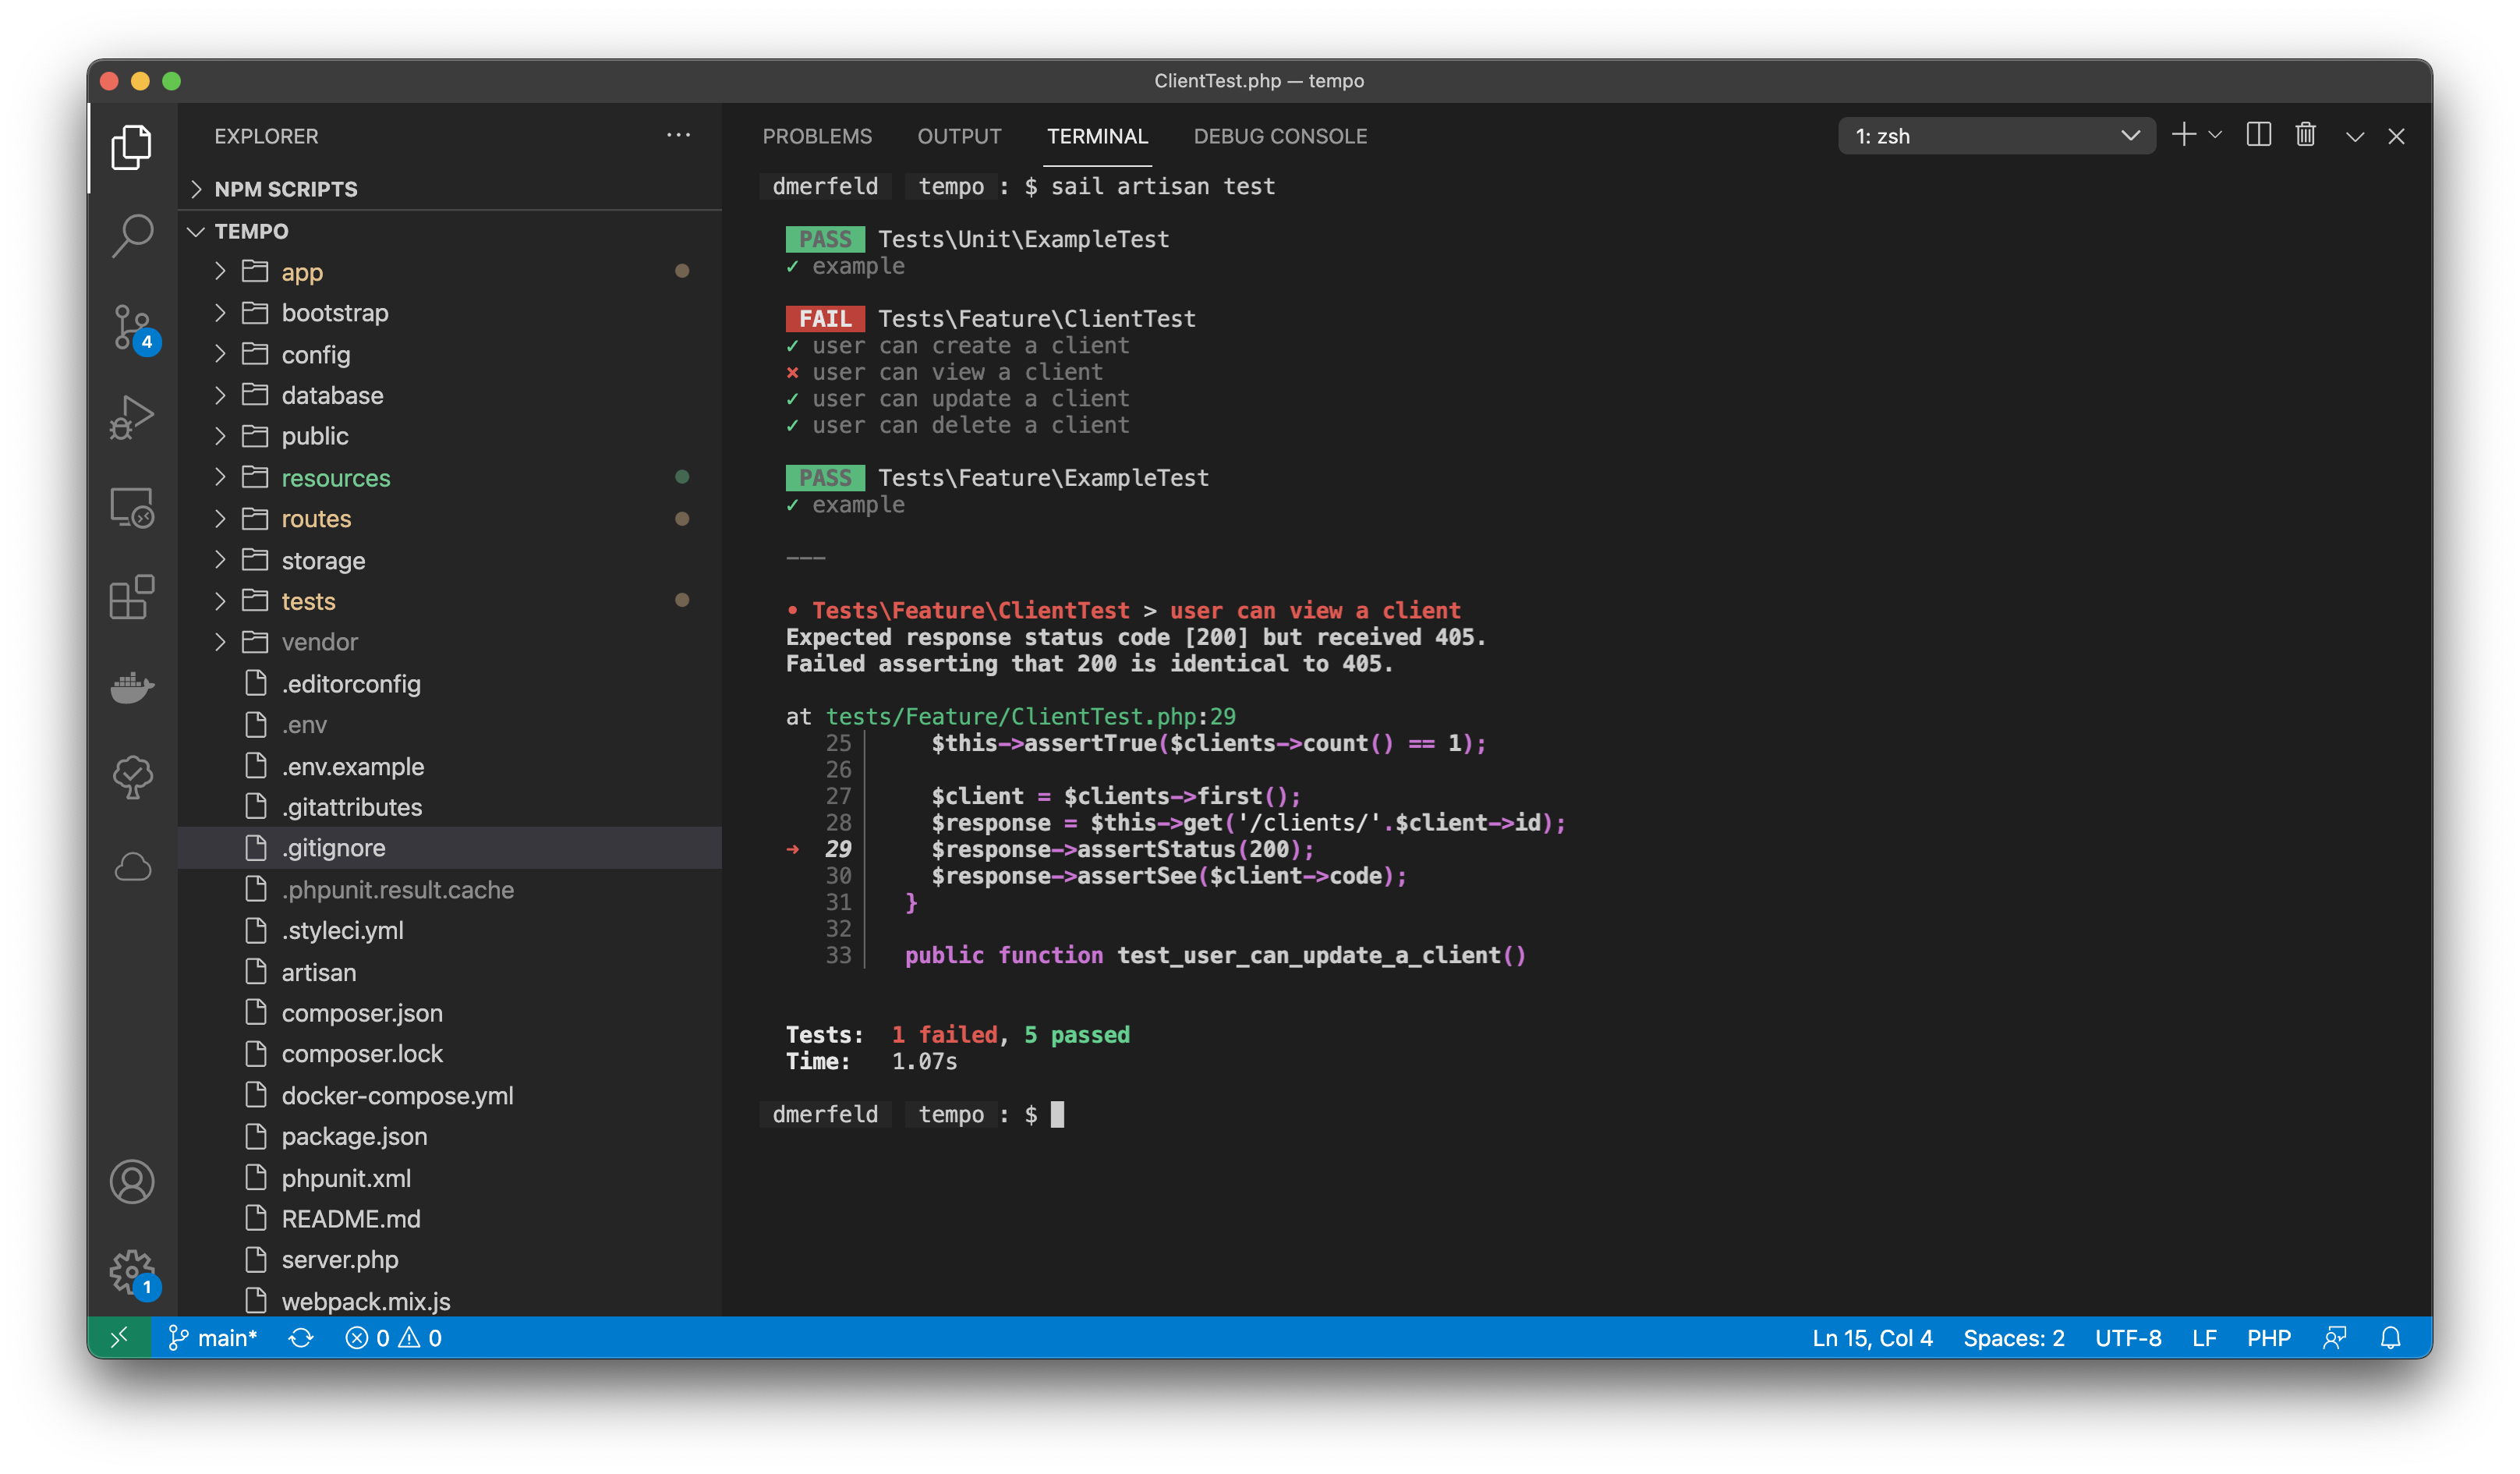 ClientTest.php — tempo
EXPLORER
NPM SCRIPTS
TEMPO
app
bootstrap
config
database
public
resources
routes
storage
tests
vendor
.editorconfig
.env
.env.example
.gitattributes
.gitignore
.phpunit.result.cache
.styleci.yml
artisan
composer.json
composer.lock
docker-compose.yml
package.json
phpunit.xml
README.md
server.php
webpack.mix.js
4
1
PROBLEMS OUTPUT TERMINAL DEBUG CONSOLE 1: zsh
dmerfeld tempo : $ sail artisan test
PASS Tests\Unit\ExampleTest
✓ example
FAIL Tests\Feature\ClientTest
✓ user can create a client
⨯ user can view a client
✓ user can update a client
✓ user can delete a client
PASS Tests\Feature\ExampleTest
✓ example
———
• Tests\Feature\ClientTest > user can view a client
Expected response status code [200] but received 405.
Failed asserting that 200 is identical to 405.
at tests/Feature/ClientTest.php:29
25 $this->assertTrue($clients->count() == 1);
26
27 $client = $clients->first();
28 $response = $this->get('/clients/'.$client->id);
➜ 29 $response->assertStatus(200);
30 $response->assertSee($client->code);
31 }
32
33 public function test_user_can_update_a_client()
Tests: 1 failed, 5 passed
Time: 1.07s
dmerfeld tempo : $
main* 0 0 Ln 15, Col 4 Spaces: 2 UTF-8 LF PHP